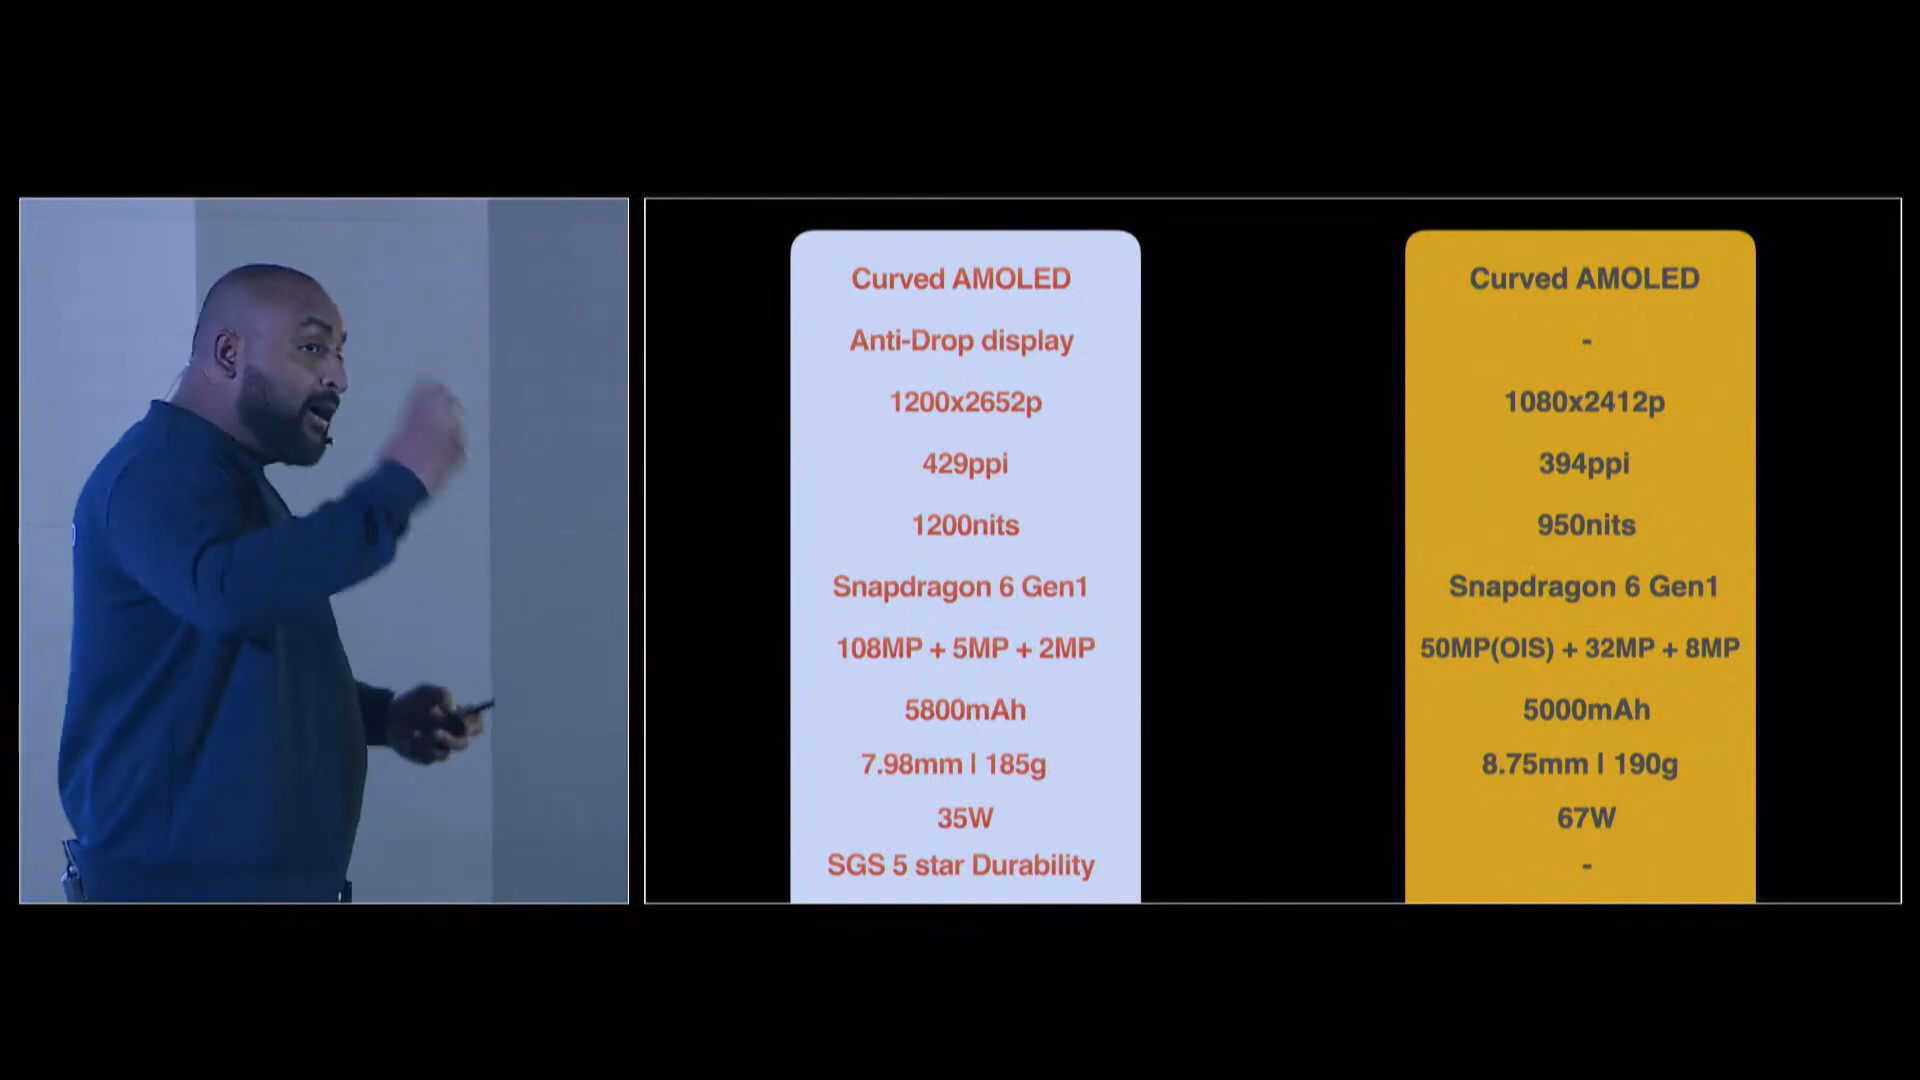 Curved AMOLED
Anti-Drop display
1200x2652p
429ppi
1200nits
Snapdragon 6 Gen1
108MP + 5MP + 2MP
5800mAh
7.98mm | 185g
35W
SGS 5 star Durability
Curved AMOLED
-
1080x2412p
394ppi
950nits
Snapdragon 6 Gen1
50MP(OIS) + 32MP + 8MP
5000mAh
8.75mm | 190g
67W
-